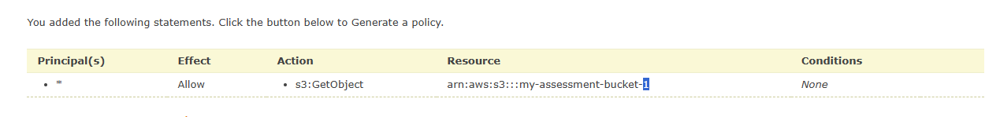 You added the following statements. Click the button below to Generate a policy.
Principal(s) Effect Action Resource Conditions
• * Allow • s3:GetObject arn:aws:s3:::my-assessment-bucket-1 None